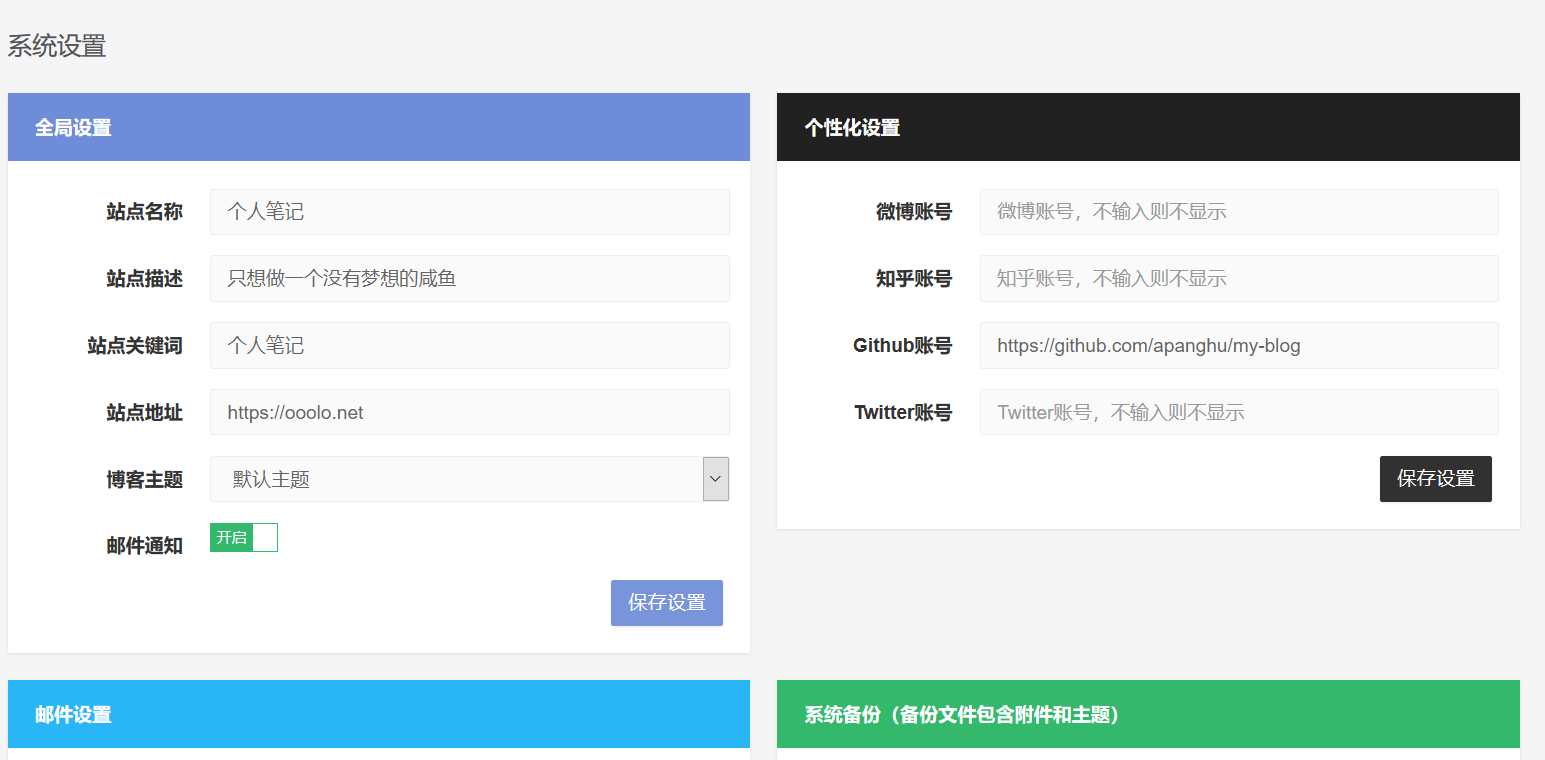 系统设置
全局设置
站点名称 个人笔记
站点描述 只想做一个没有梦想的咸鱼
站点关键词 个人笔记
站点地址 https://ooolo.net
博客主题 默认主题
邮件通知 开启
保存设置
个性化设置
微博账号 微博账号，不输入则不显示
知乎账号 知乎账号，不输入则不显示
Github账号 https://github.com/apanghu/my-blog
Twitter账号 Twitter账号，不输入则不显示
保存设置
邮件设置
系统备份（备份文件包含附件和主题）